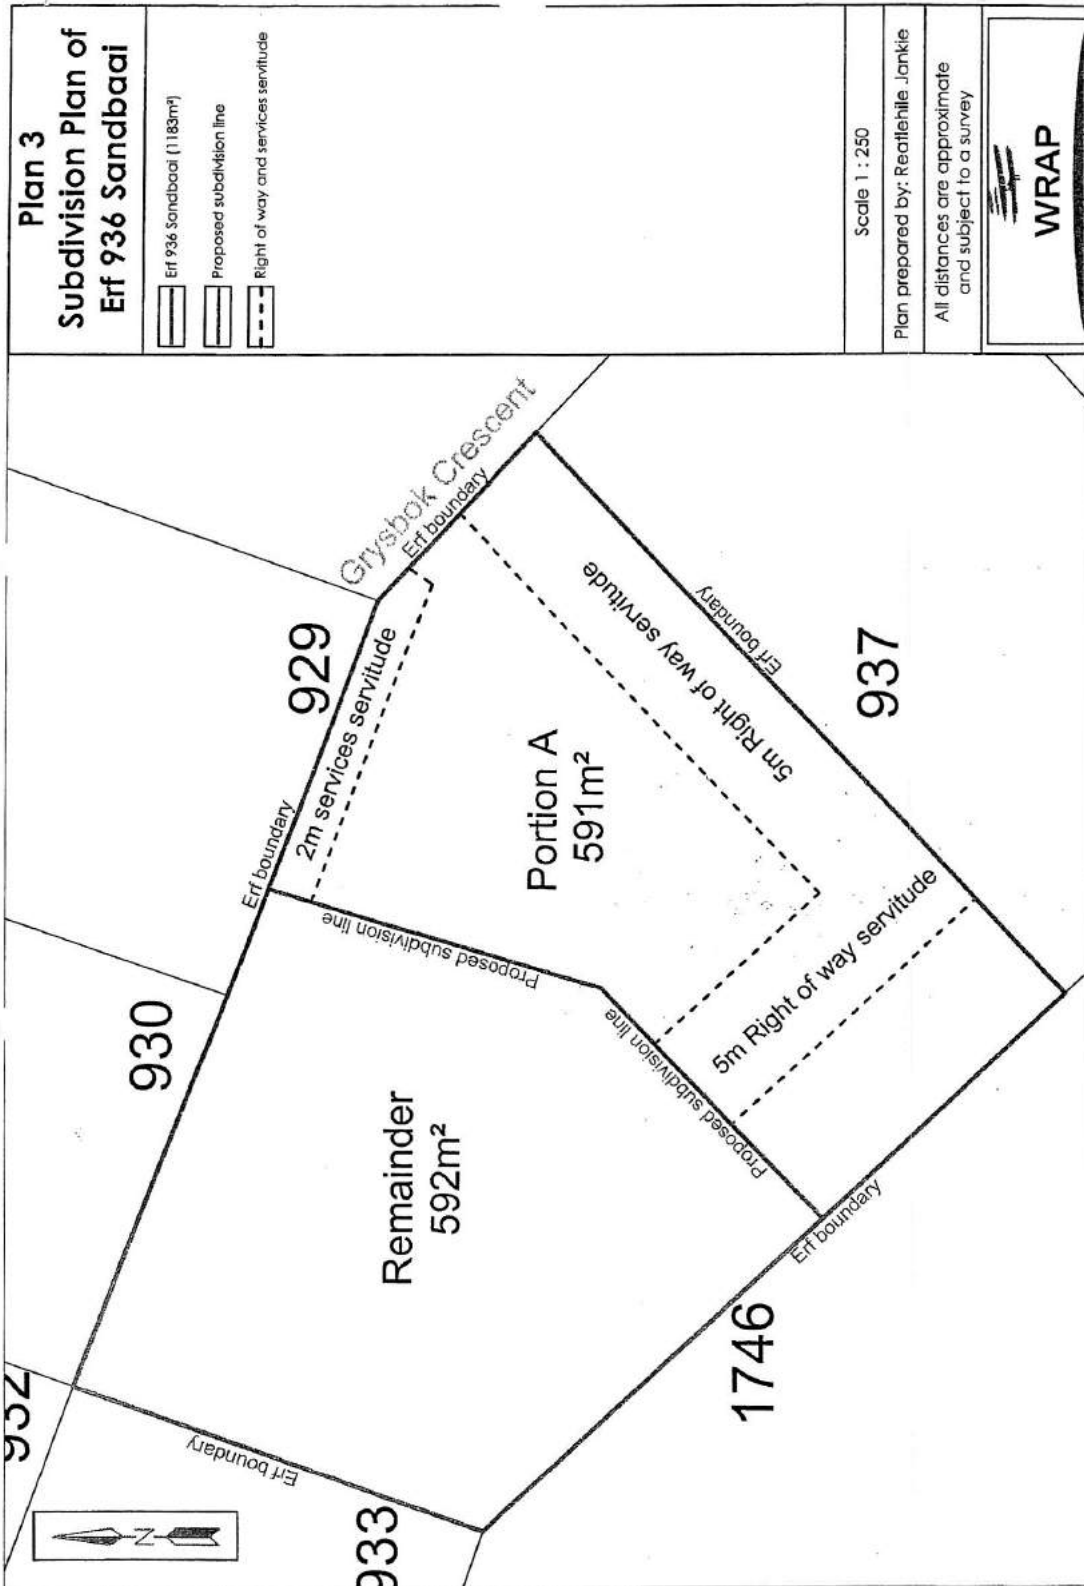 Plan 3
Subdivision Plan of
Erf 936 Sandbaai
Erf 936 Sandbaai (1183m²)
Proposed subdivision line
Right of way and services servitude
Scale 1 : 250
Plan prepared by: Reatlehile Jankie
All distances are approximate
and subject to a survey
WRAP
N
932
933
930
929
937
1746
Grysbok Crescent
Erf boundary
Erf boundary
2m services servitude
Proposed subdivision line
Portion A
591m²
5m Right of way servitude
Erf boundary
Remainder
592m²
Proposed subdivision line
5m Right of way servitude
Erf boundary
Erf boundary